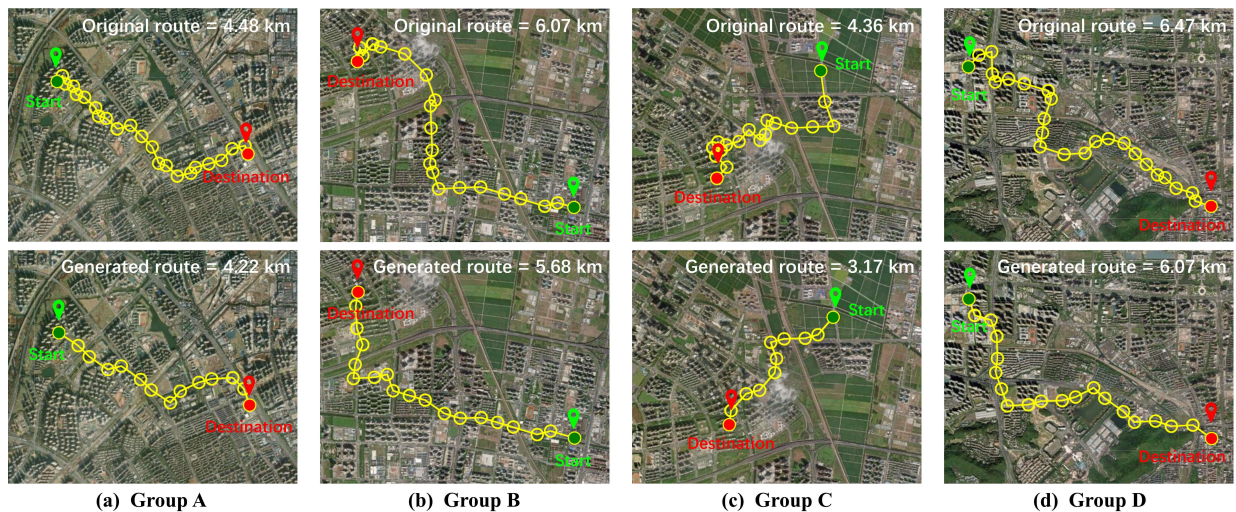 Original route = 4.48 km
Start
Destination
Original route = 6.07 km
Destination
Start
Original route = 4.36 km
Start
Destination
Original route = 6.47 km
Start
Destination
Generated route = 4.22 km
Start
Destination
Generated route = 5.68 km
Destination
Start
Generated route = 3.17 km
Start
Destination
Generated route = 6.07 km
Start
Destination
(a) Group A
(b) Group B
(c) Group C
(d) Group D